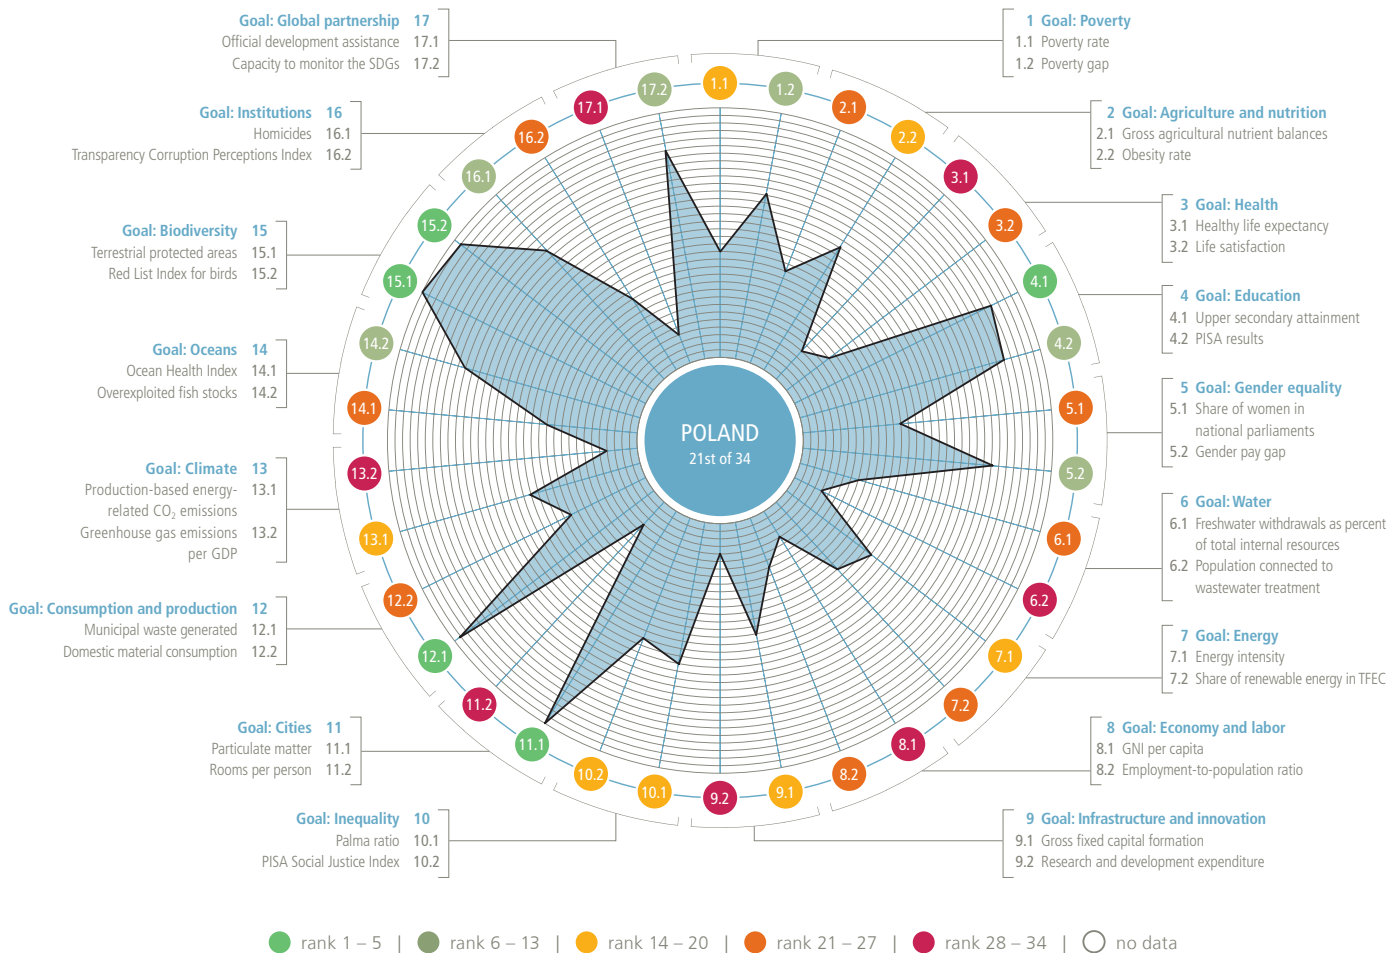 Goal: Global partnership 17
Official development assistance 17.1
Capacity to monitor the SDGs 17.2
Goal: Institutions 16
Homicides 16.1
Transparency Corruption Perceptions Index 16.2
Goal: Biodiversity 15
Terrestrial protected areas 15.1
Red List Index for birds 15.2
Goal: Oceans 14
Ocean Health Index 14.1
Overexploited fish stocks 14.2
Goal: Climate 13
Production-based energy- 13.1
related CO₂ emissions
Greenhouse gas emissions 13.2
per GDP
Goal: Consumption and production 12
Municipal waste generated 12.1
Domestic material consumption 12.2
Goal: Cities 11
Particulate matter 11.1
Rooms per person 11.2
Goal: Inequality 10
Palma ratio 10.1
PISA Social Justice Index 10.2
1 Goal: Poverty
1.1 Poverty rate
1.2 Poverty gap
2 Goal: Agriculture and nutrition
2.1 Gross agricultural nutrient balances
2.2 Obesity rate
3 Goal: Health
3.1 Healthy life expectancy
3.2 Life satisfaction
4 Goal: Education
4.1 Upper secondary attainment
4.2 PISA results
5 Goal: Gender equality
5.1 Share of women in
national parliaments
5.2 Gender pay gap
6 Goal: Water
6.1 Freshwater withdrawals as percent
of total internal resources
6.2 Population connected to
wastewater treatment
7 Goal: Energy
7.1 Energy intensity
7.2 Share of renewable energy in TFEC
8 Goal: Economy and labor
8.1 GNI per capita
8.2 Employment-to-population ratio
9 Goal: Infrastructure and innovation
9.1 Gross fixed capital formation
9.2 Research and development expenditure
1.1
1.2
2.1
2.2
3.1
3.2
4.1
4.2
5.1
5.2
6.1
6.2
7.1
7.2
8.1
8.2
9.1
9.2
10.1
10.2
11.1
11.2
12.1
12.2
13.1
13.2
14.1
14.2
15.1
15.2
16.1
16.2
17.1
17.2
POLAND
21st of 34
rank 1 – 5 | rank 6 – 13 | rank 14 – 20 | rank 21 – 27 | rank 28 – 34 | no data